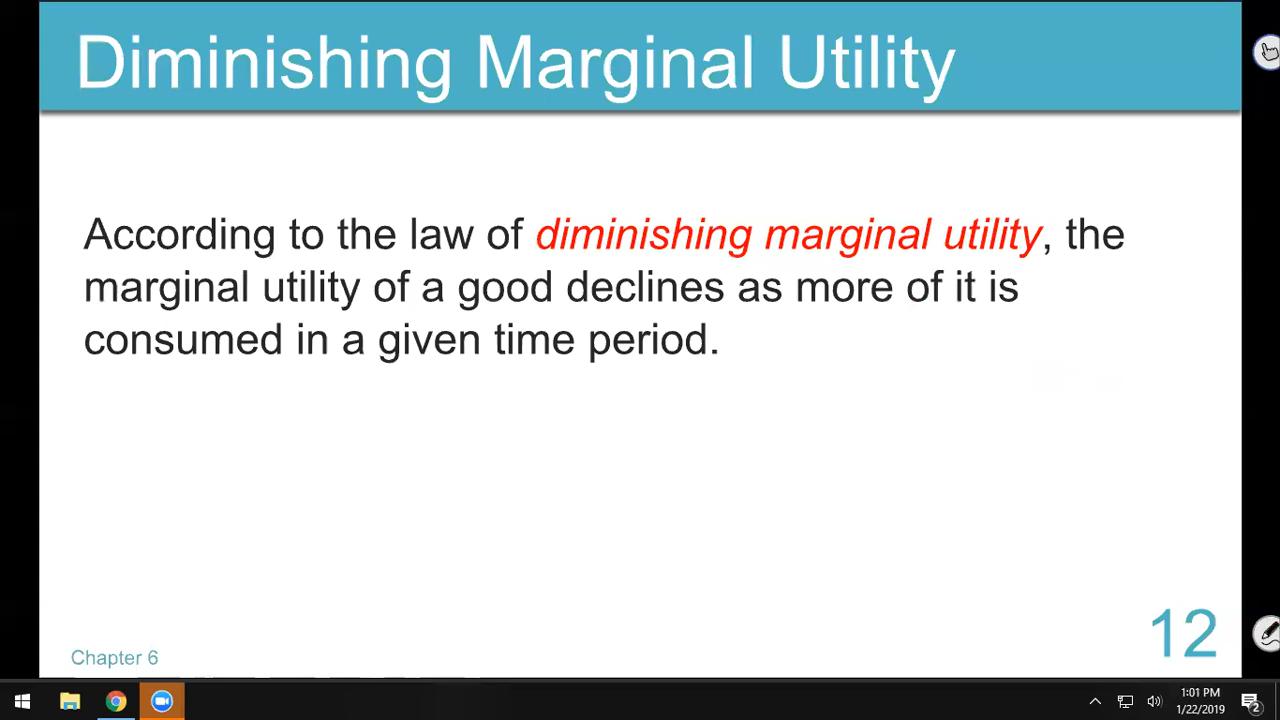 Diminishing Marginal Utility
According to the law of diminishing marginal utility, the
marginal utility of a good declines as more of it is
consumed in a given time period.
12
Chapter 6
1:01 PM
1/22/2019
2